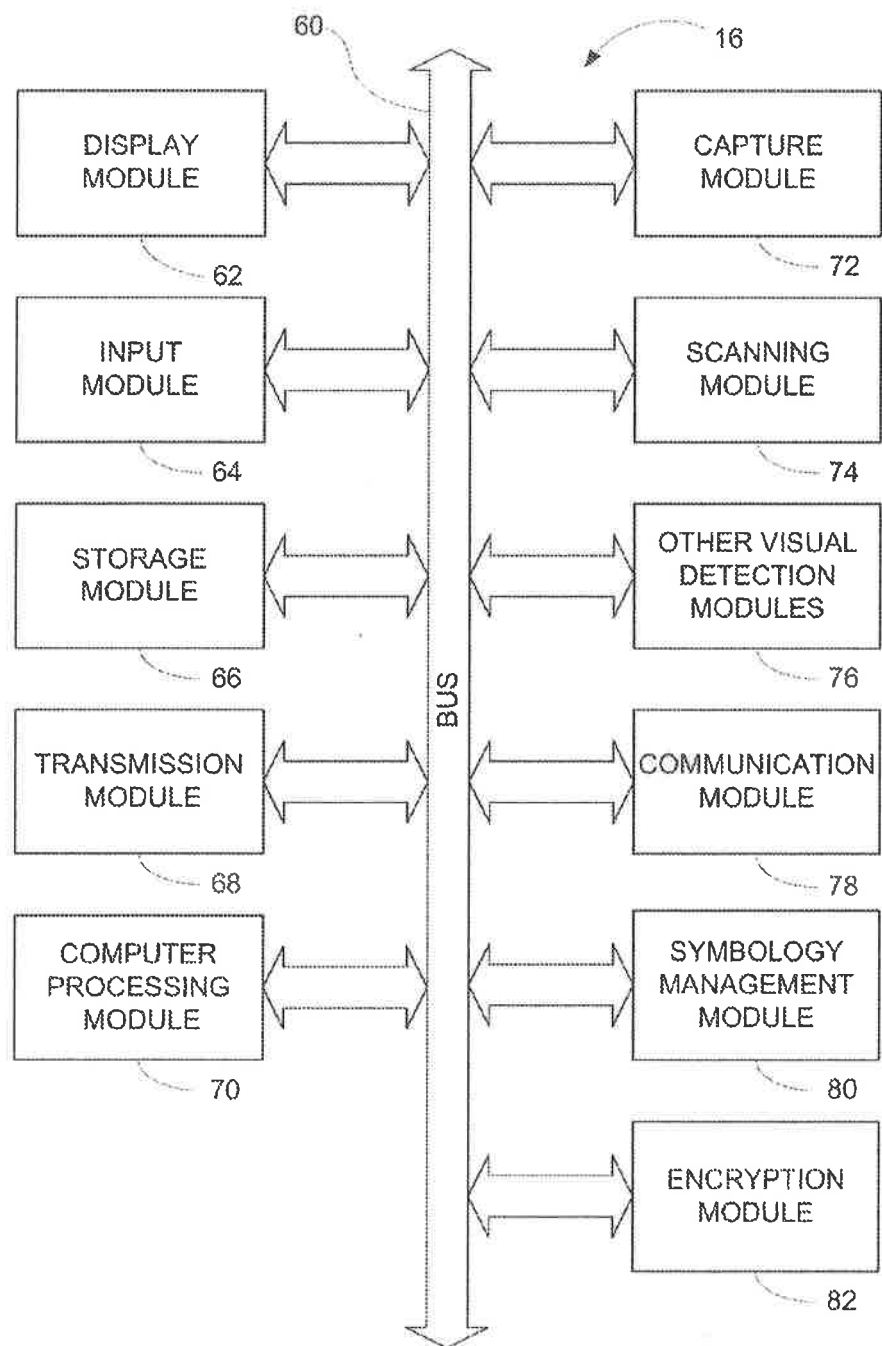 60
16
DISPLAY
MODULE
62
CAPTURE
MODULE
72
INPUT
MODULE
64
SCANNING
MODULE
74
STORAGE
MODULE
66
OTHER VISUAL
DETECTION
MODULES
76
BUS
TRANSMISSION
MODULE
68
COMMUNICATION
MODULE
78
COMPUTER
PROCESSING
MODULE
70
SYMBOLOGY
MANAGEMENT
MODULE
80
ENCRYPTION
MODULE
82